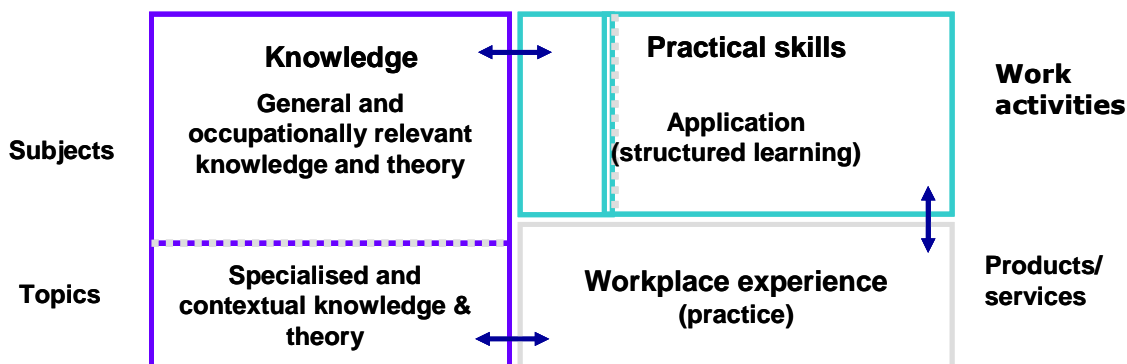 Knowledge
General and
occupationally relevant
knowledge and theory
Subjects
Practical skills
Application
(structured learning)
Work
activities
Topics
Specialised and
contextual knowledge &
theory
Workplace experience
(practice)
Products/
services